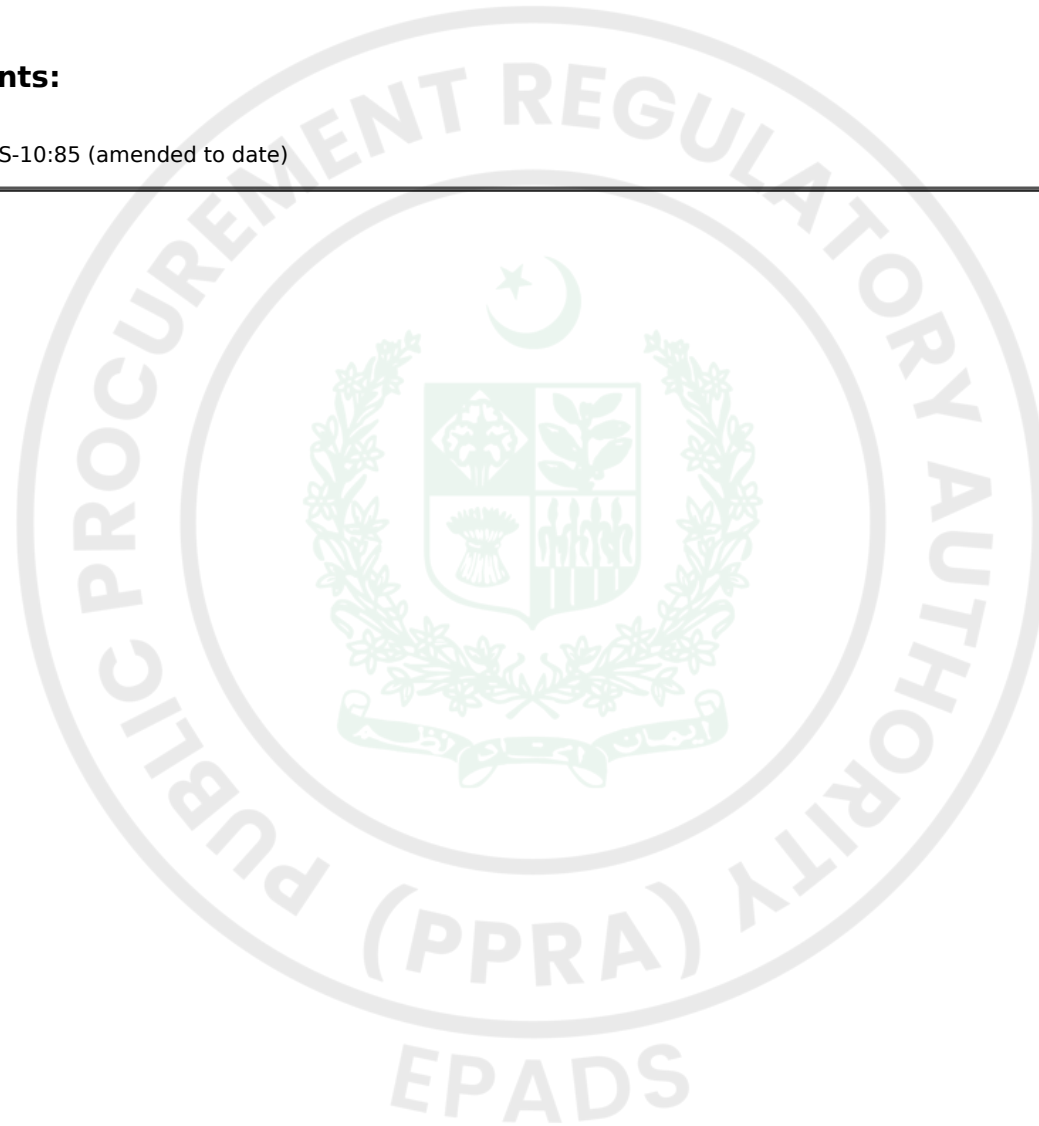 nts:
S-10:85 (amended to date)
PUBLIC PROCUREMENT REGULATORY AUTHORITY
(PPRA)
EPADS